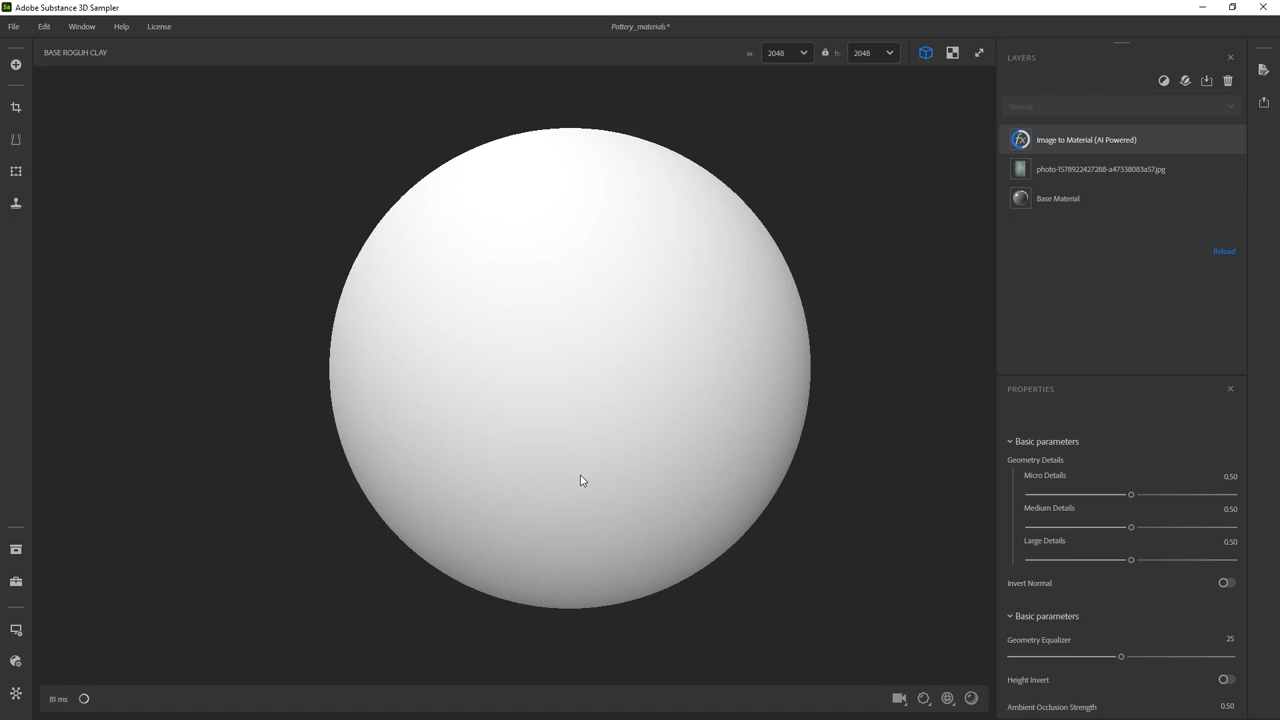 Sa Adobe Substance 3D Sampler
File Edit Window Help License Pottery_materials*
BASE ROGUH CLAY w: 2048 h: 2048
LAYERS
Normal
Image to Material (AI Powered)
photo-1578922427288-a47338083a57.jpg
Base Material
Reload
PROPERTIES
Basic parameters
Geometry Details
Micro Details 0.50
Medium Details 0.50
Large Details 0.50
Invert Normal
Basic parameters
Geometry Equalizer 25
Height Invert
Ambient Occlusion Strength 0.50
81 ms